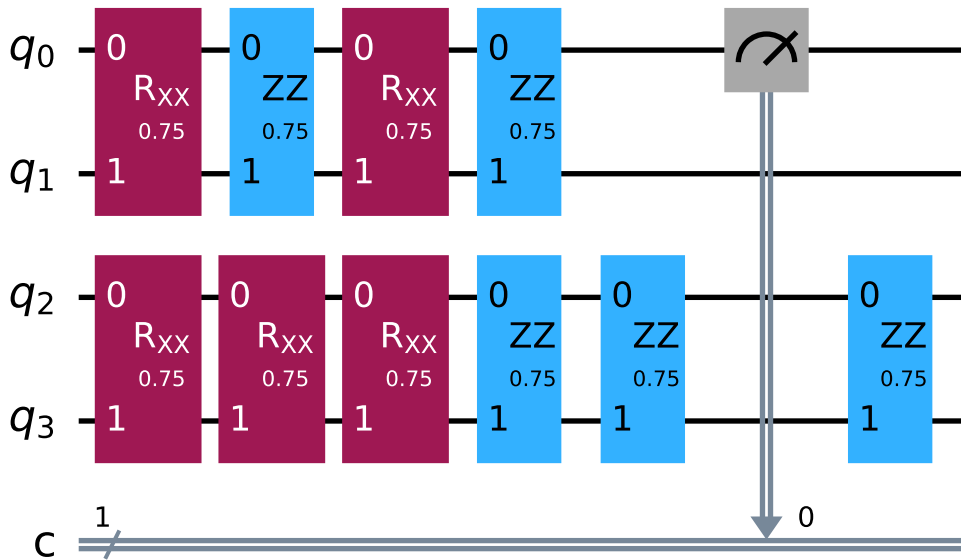 q0 0 0 0 0
RXX ZZ RXX ZZ
0.75 0.75 0.75 0.75
q1 1 1 1 1
q2 0 0 0 0 0 0
RXX RXX RXX ZZ ZZ ZZ
0.75 0.75 0.75 0.75 0.75 0.75
q3 1 1 1 1 1 1
1 0
c